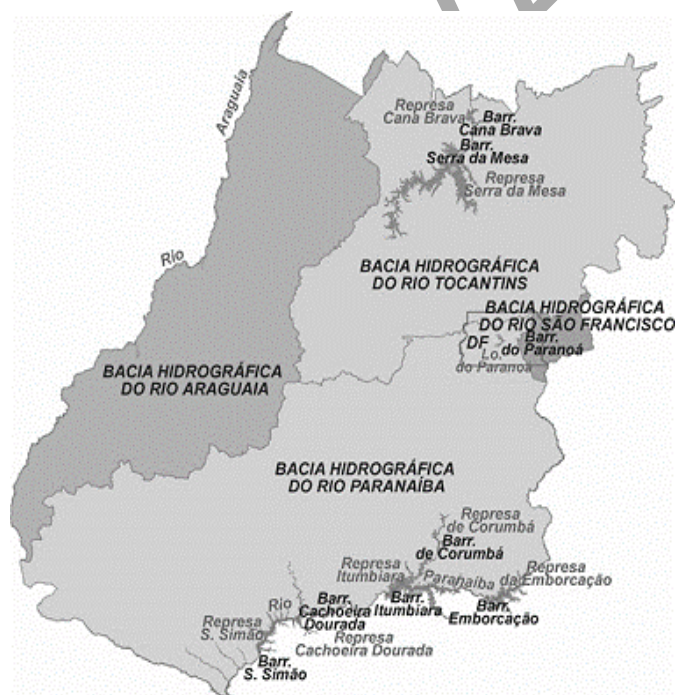 Araguaia
Rio
Represa
Cana Brava
Barr.
Cana Brava
Barr.
Serra da Mesa
Represa
Serra da Mesa
BACIA HIDROGRÁFICA
DO RIO TOCANTINS
BACIA HIDROGRÁFICA
DO RIO SÃO FRANCISCO
DF
Barr.
do Paranoá
Lo.
do Paranoá
BACIA HIDROGRÁFICA
DO RIO ARAGUAIA
BACIA HIDROGRÁFICA
DO RIO PARANAÍBA
Represa
de Corumbá
Barr.
de Corumbá
Represa
Itumbiara
Paranaíba
Represa
da Emborcação
Rio
Barr.
Cachoeira
Dourada
Barr.
Itumbiara
Barr.
Emborcação
Represa
S. Simão
Represa
Cachoeira Dourada
Barr.
S. Simão